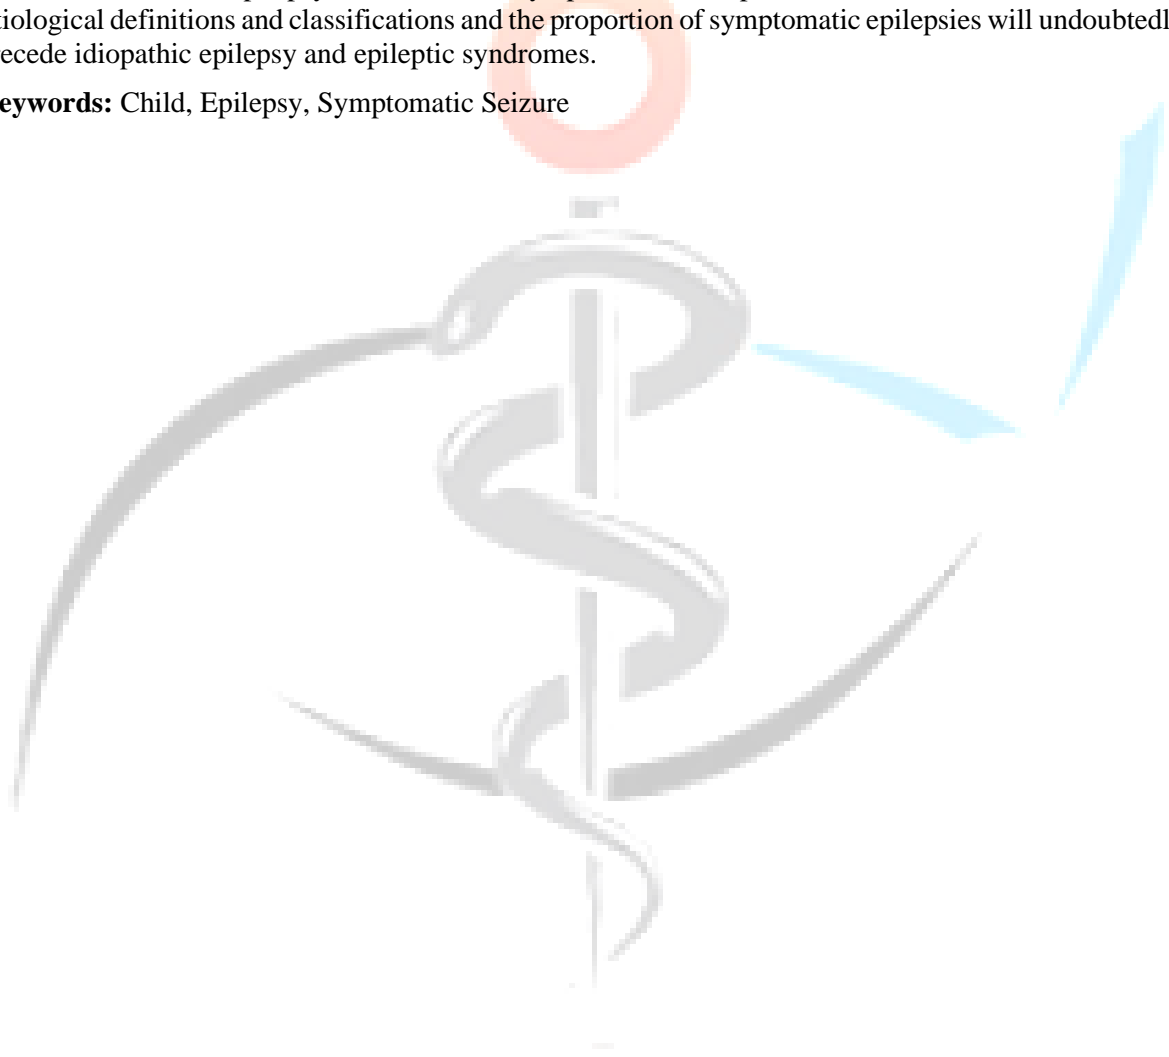 tiological definitions and classifications and the proportion of symptomatic epilepsies will undoubtedl
recede idiopathic epilepsy and epileptic syndromes.
eywords: Child, Epilepsy, Symptomatic Seizure